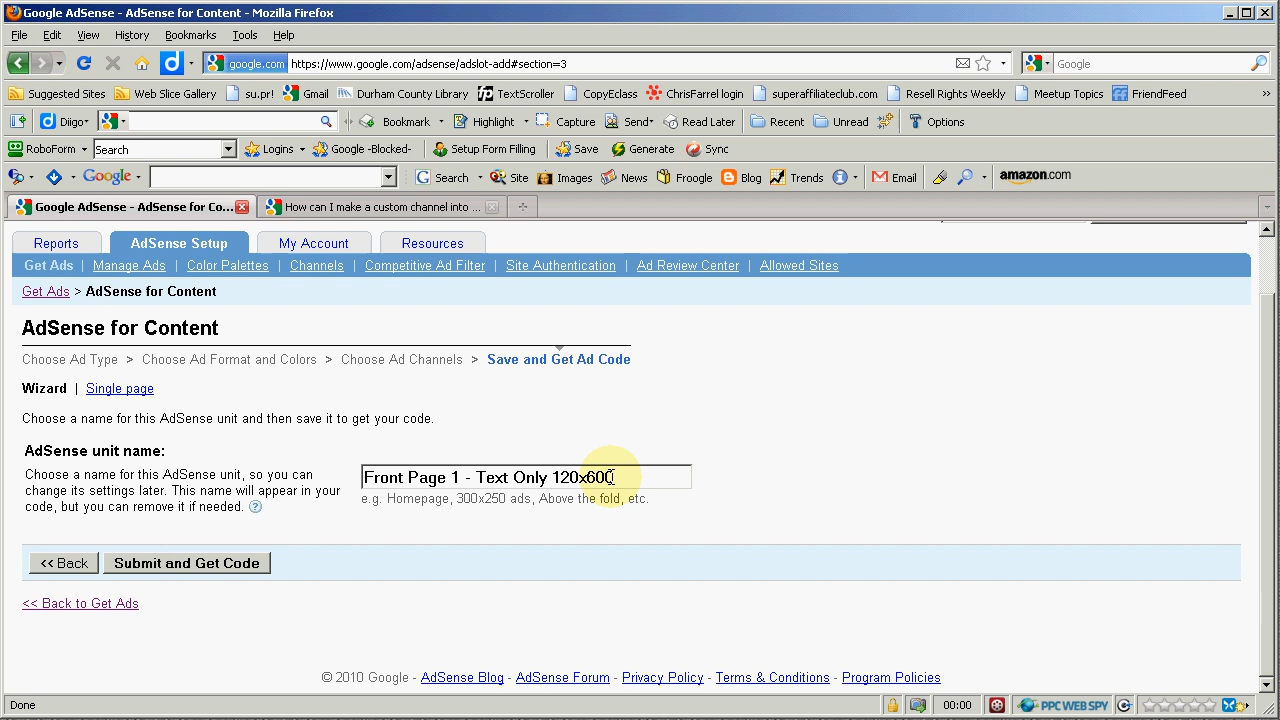 Google AdSense - AdSense for Content - Mozilla Firefox
File Edit View History Bookmarks Tools Help
google.com https://www.google.com/adsense/adslot-add#section=3 Google
Suggested Sites Web Slice Gallery su.pr! Gmail Durham County Library TextScroller CopyEclass ChrisFarrel login superaffiliateclub.com Resell Rights Weekly Meetup Topics FriendFeed »
Diigo Bookmark Highlight Capture Send Read Later Recent Unread Options
RoboForm Search Logins Google -Blocked- Setup Form Filling Save Generate Sync
Google Search Site Images News Froogle Blog Trends Email amazon.com
Google AdSense - AdSense for Co... How can I make a custom channel into ...
Reports AdSense Setup My Account Resources
Get Ads | Manage Ads | Color Palettes | Channels | Competitive Ad Filter | Site Authentication | Ad Review Center | Allowed Sites
Get Ads > AdSense for Content
AdSense for Content
Choose Ad Type > Choose Ad Format and Colors > Choose Ad Channels > Save and Get Ad Code
Wizard | Single page
Choose a name for this AdSense unit and then save it to get your code.
AdSense unit name:
Choose a name for this AdSense unit, so you can
change its settings later. This name will appear in your
code, but you can remove it if needed. ?
Front Page 1 - Text Only 120x600
e.g. Homepage, 300x250 ads, Above the fold, etc.
<< Back Submit and Get Code
<< Back to Get Ads
© 2010 Google - AdSense Blog - AdSense Forum - Privacy Policy - Terms & Conditions - Program Policies
Done 00:00 PPC WEB SPY